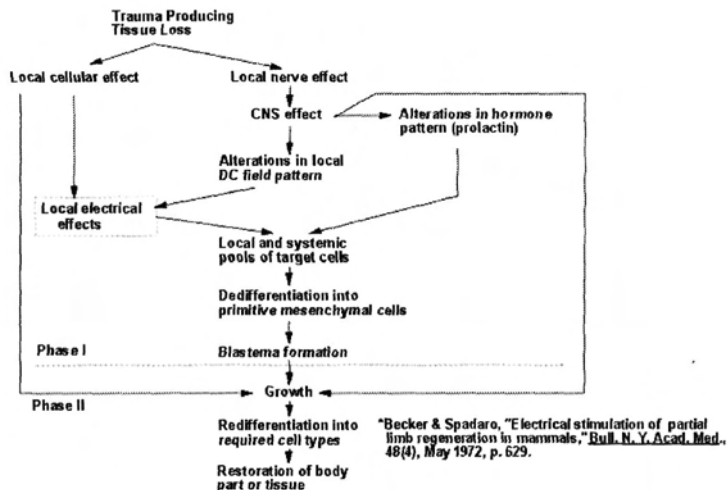 Trauma Producing
Tissue Loss
Local cellular effect
Local nerve effect
CNS effect
Alterations in hormone
pattern (prolactin)
Alterations in local
DC field pattern
Local electrical
effects
Local and systemic
pools of target cells
Dedifferentiation into
primitive mesenchymal cells
Phase I
Blastema formation
Growth
Phase II
Redifferentiation into
required cell types
Restoration of body
part or tissue
*Becker & Spadaro, "Electrical stimulation of partial
limb regeneration in mammals," Bull. N. Y. Acad. Med.,
48(4), May 1972, p. 629.